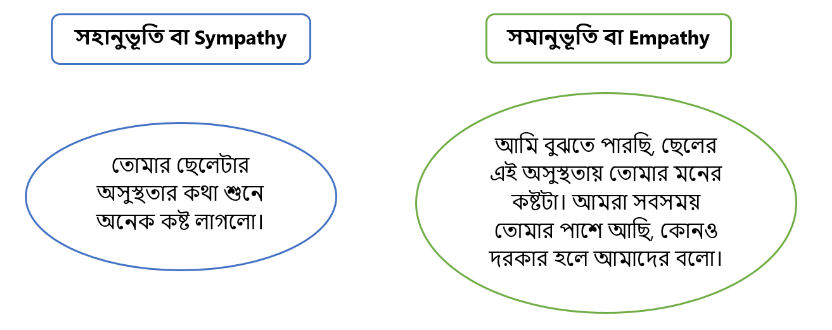 সহানুভূতি বা Sympathy
সমানুভূতি বা Empathy
তোমার ছেলেটার
অসুস্থতার কথা শুনে
অনেক কষ্ট লাগলো।
আমি বুঝতে পারছি, ছেলের
এই অসুস্থতায় তোমার মনের
কষ্টটা। আমরা সবসময়
তোমার পাশে আছি, কোনও
দরকার হলে আমাদের বলো।